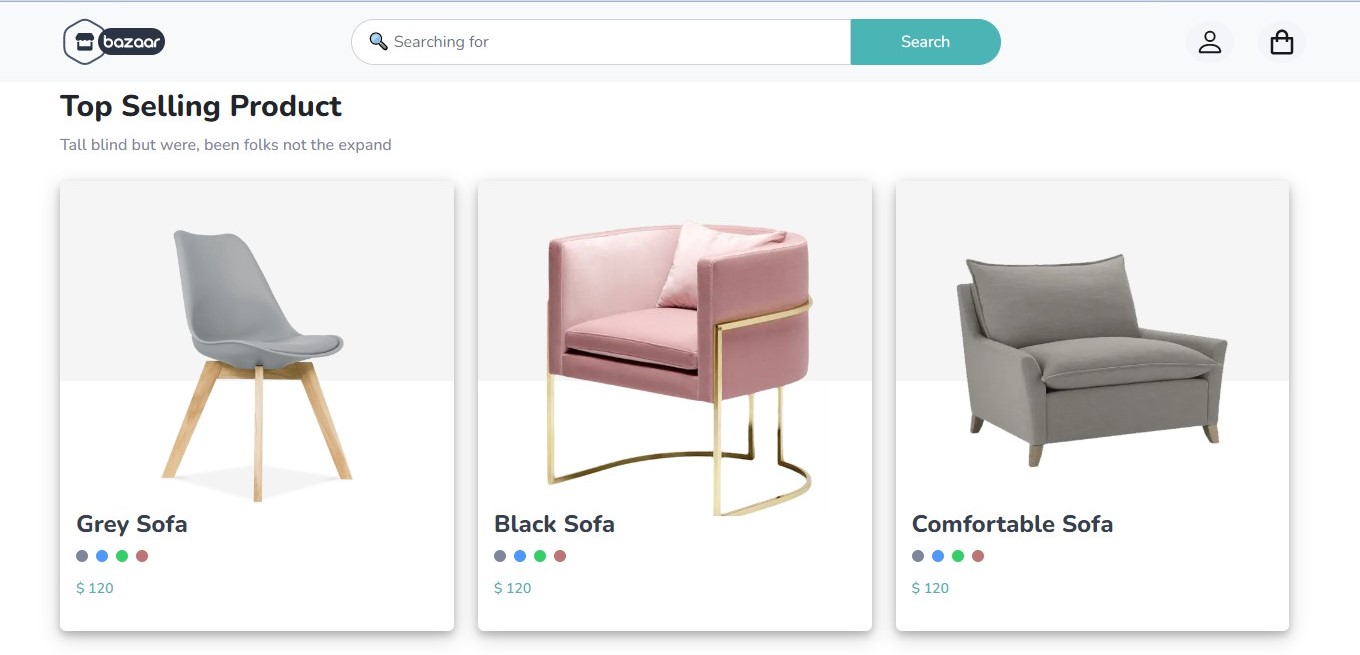 bazaar
Searching for
Search
Top Selling Product
Tall blind but were, been folks not the expand
Grey Sofa
$ 120
Black Sofa
$ 120
Comfortable Sofa
$ 120